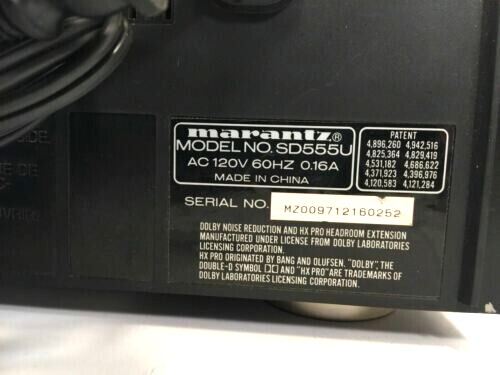 marantz®
MODEL NO. SD555U
AC 120V 60HZ 0.16A
MADE IN CHINA
PATENT
4,896,260 4,942,516
4,825,364 4,829,419
4,531,182 4,686,622
4,371,923 4,396,976
4,120,583 4,121,284
SERIAL NO.
MZ009712160252
DOLBY NOISE REDUCTION AND HX PRO HEADROOM EXTENSION
MANUFACTURED UNDER LICENSE FROM DOLBY LABORATORIES
LICENSING CORPORATION.
HX PRO ORIGINATED BY BANG AND OLUFSEN. "DOLBY", THE
DOUBLE-D SYMBOL AND "HX PRO" ARE TRADEMARKS OF
DOLBY LABORATORIES LICENSING CORPORATION.